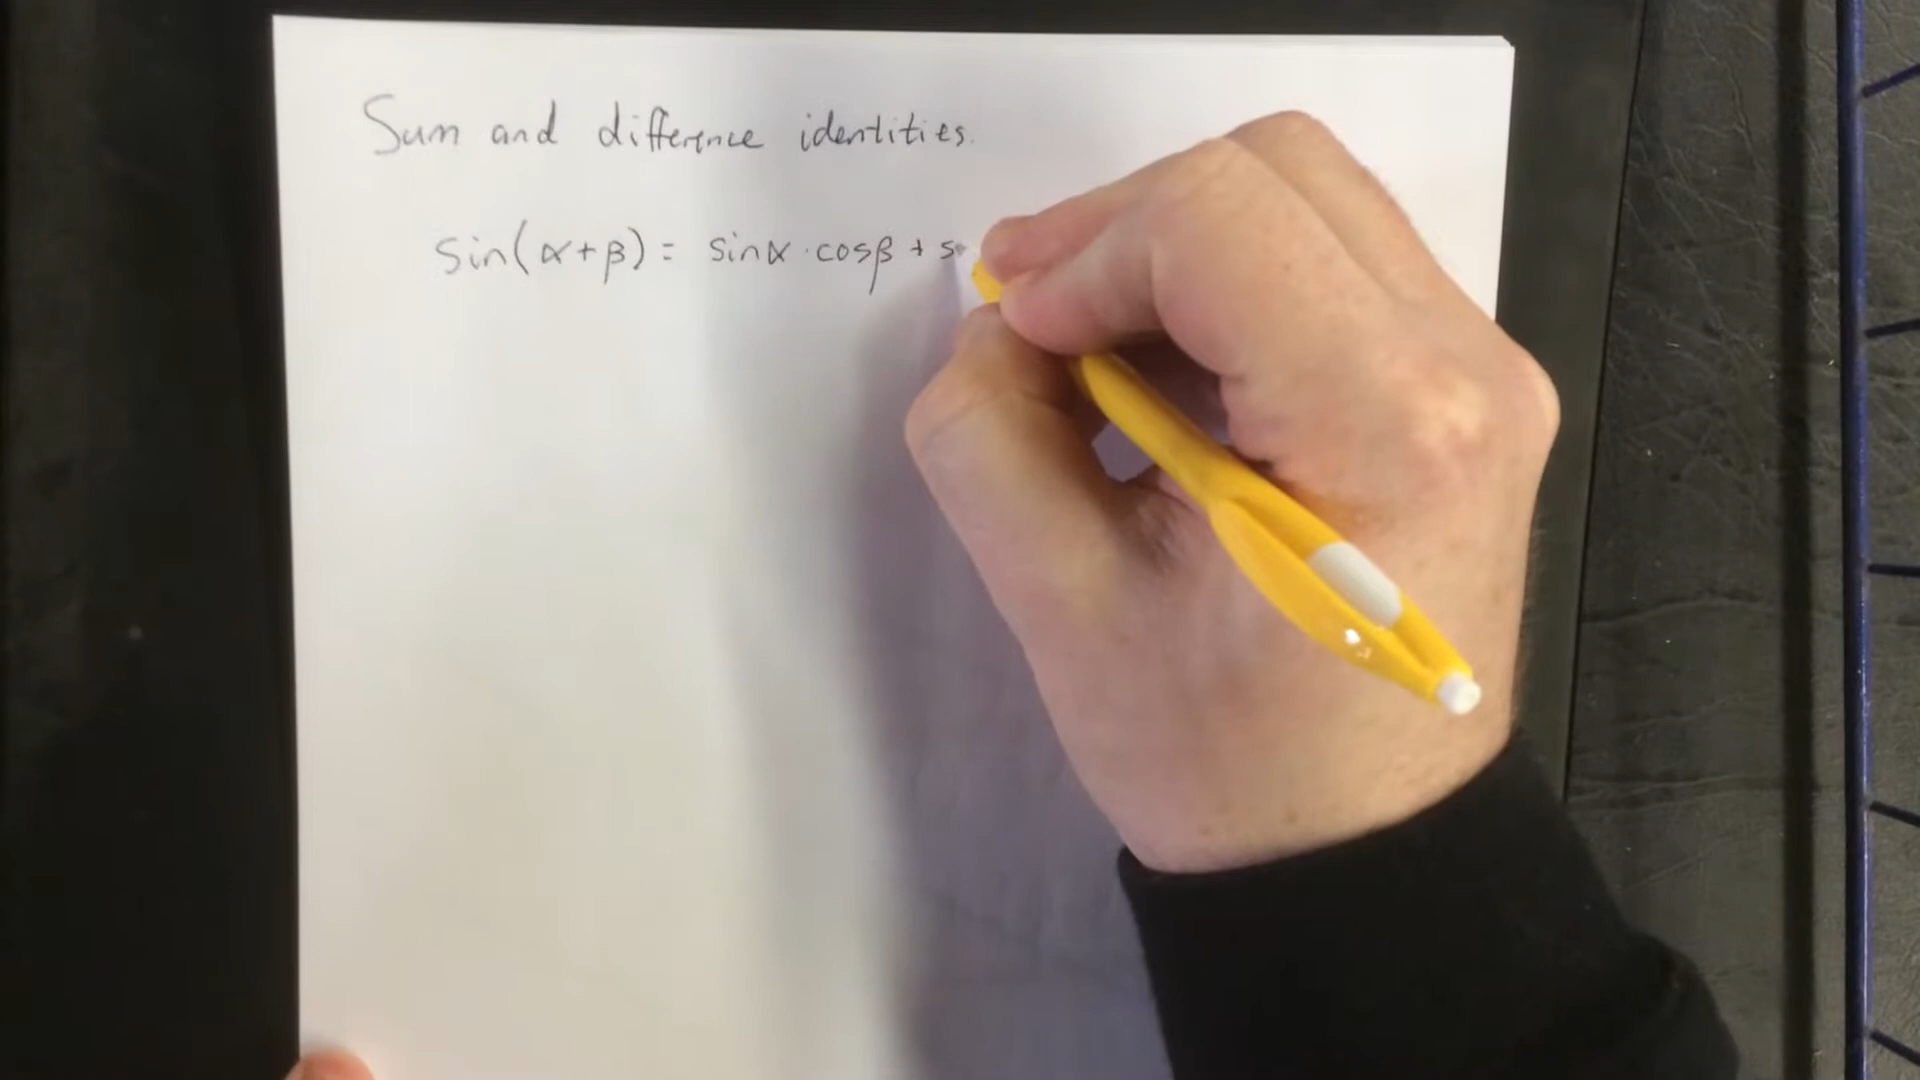 Sum and difference identities.
sin(α+β) = sinα · cosβ + s